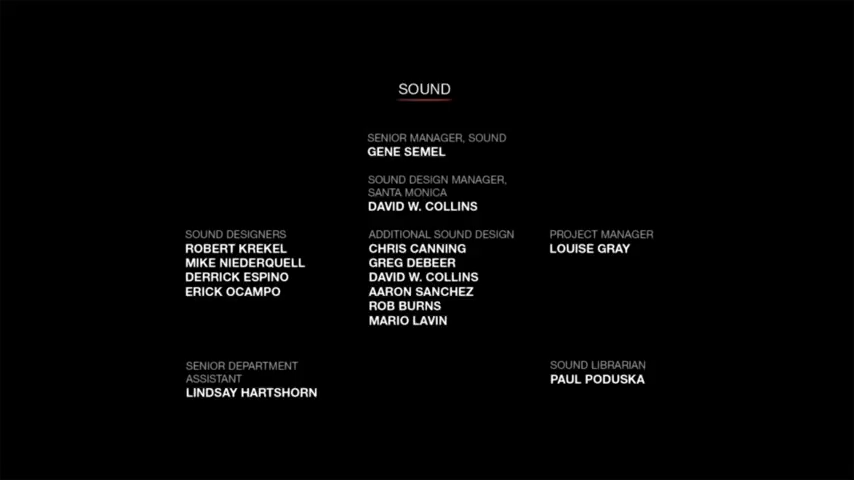 SOUND
SENIOR MANAGER, SOUND
GENE SEMEL
SOUND DESIGN MANAGER,
SANTA MONICA
DAVID W. COLLINS
SOUND DESIGNERS
ROBERT KREKEL
MIKE NIEDERQUELL
DERRICK ESPINO
ERICK OCAMPO
ADDITIONAL SOUND DESIGN
CHRIS CANNING
GREG DEBEER
DAVID W. COLLINS
AARON SANCHEZ
ROB BURNS
MARIO LAVIN
PROJECT MANAGER
LOUISE GRAY
SENIOR DEPARTMENT
ASSISTANT
LINDSAY HARTSHORN
SOUND LIBRARIAN
PAUL PODUSKA